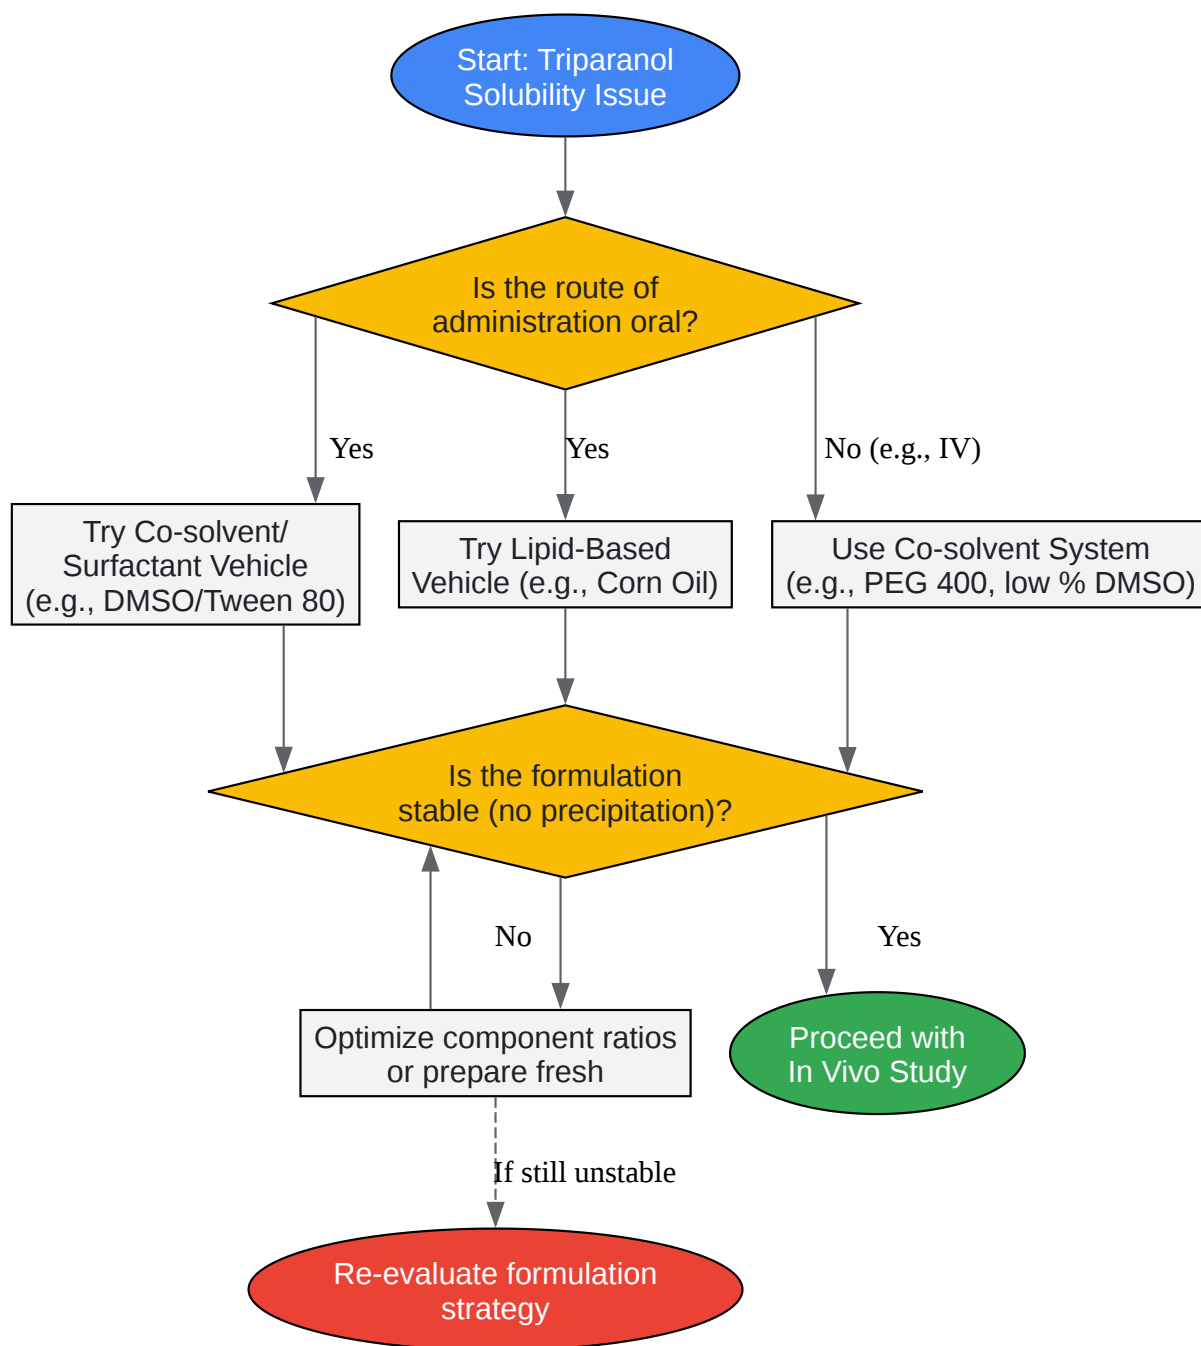 Start: Triparanol
Solubility Issue
Is the route of
administration oral?
Yes
Yes
No (e.g., IV)
Try Co-solvent/
Surfactant Vehicle
(e.g., DMSO/Tween 80)
Try Lipid-Based
Vehicle (e.g., Corn Oil)
Use Co-solvent System
(e.g., PEG 400, low % DMSO)
Is the formulation
stable (no precipitation)?
No
Yes
Optimize component ratios
or prepare fresh
Proceed with
In Vivo Study
If still unstable
Re-evaluate formulation
strategy